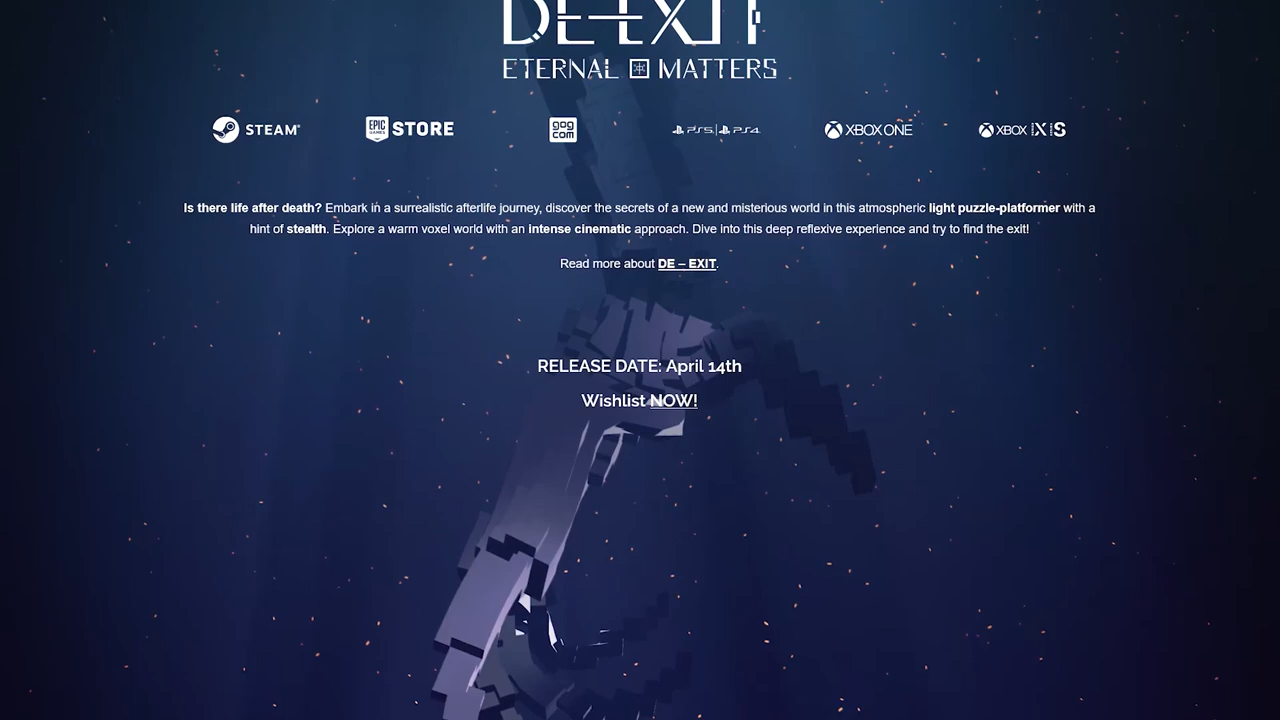 DE-EXIT
ETERNAL MATTERS
STEAM® EPIC GAMES STORE gog com PS5 | PS4 XBOX ONE XBOX SERIES X|S
Is there life after death? Embark in a surrealistic afterlife journey, discover the secrets of a new and misterious world in this atmospheric light puzzle-platformer with a
hint of stealth. Explore a warm voxel world with an intense cinematic approach. Dive into this deep reflexive experience and try to find the exit!
Read more about DE – EXIT.
RELEASE DATE: April 14th
Wishlist NOW!